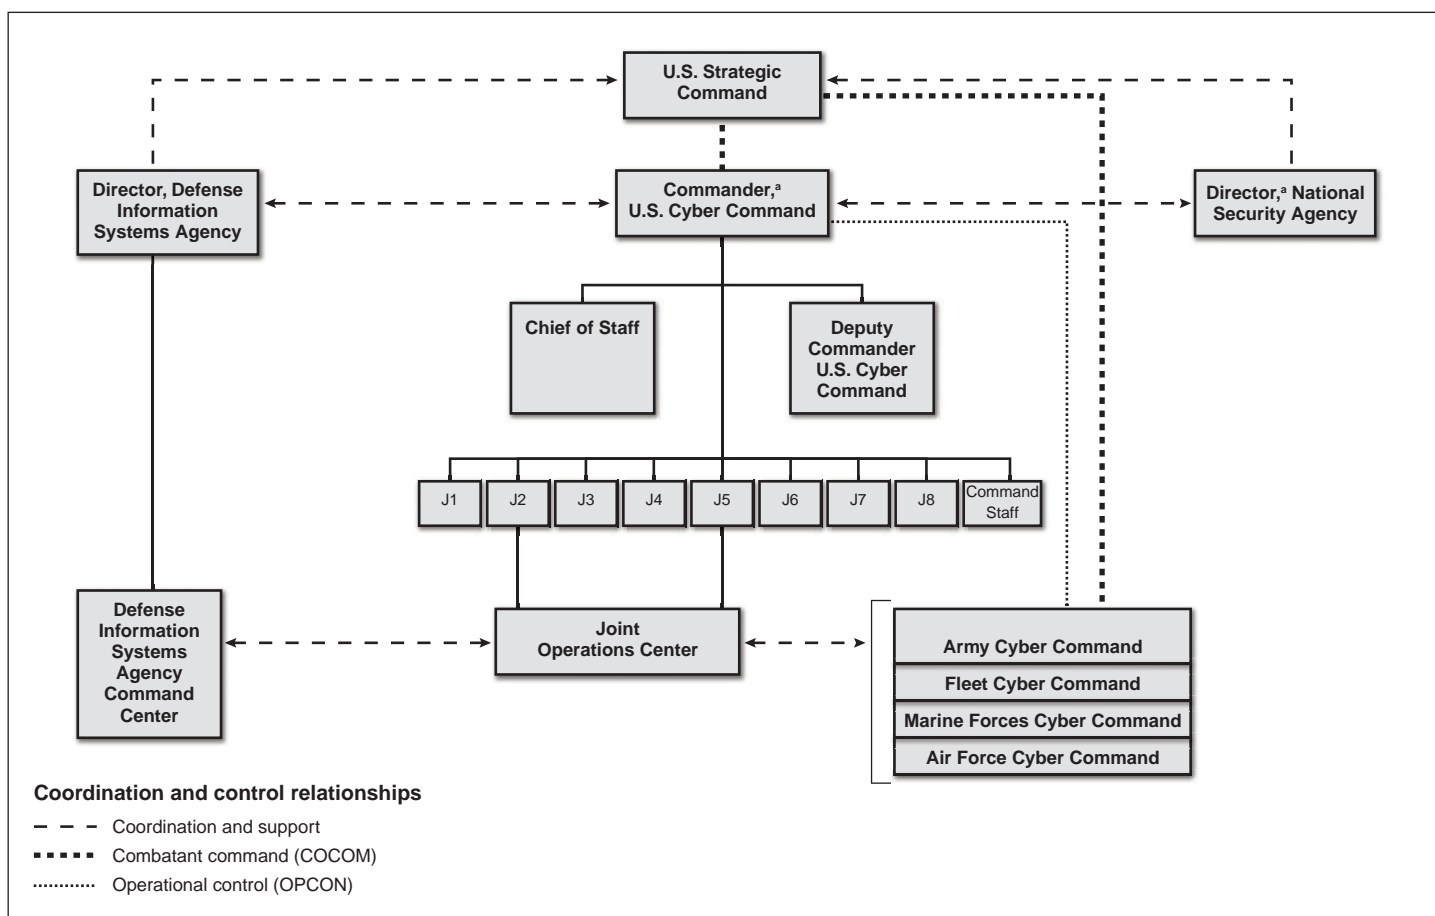 U.S. Strategic
Command
Director, Defense
Information
Systems Agency
Commander,ª
U.S. Cyber Command
Director,ª National
Security Agency
Chief of Staff
Deputy
Commander
U.S. Cyber
Command
J1
J2
J3
J4
J5
J6
J7
J8
Command
Staff
Defense
Information
Systems
Agency
Command
Center
Joint
Operations Center
Army Cyber Command
Fleet Cyber Command
Marine Forces Cyber Command
Air Force Cyber Command
Coordination and control relationships
Coordination and support
Combatant command (COCOM)
Operational control (OPCON)